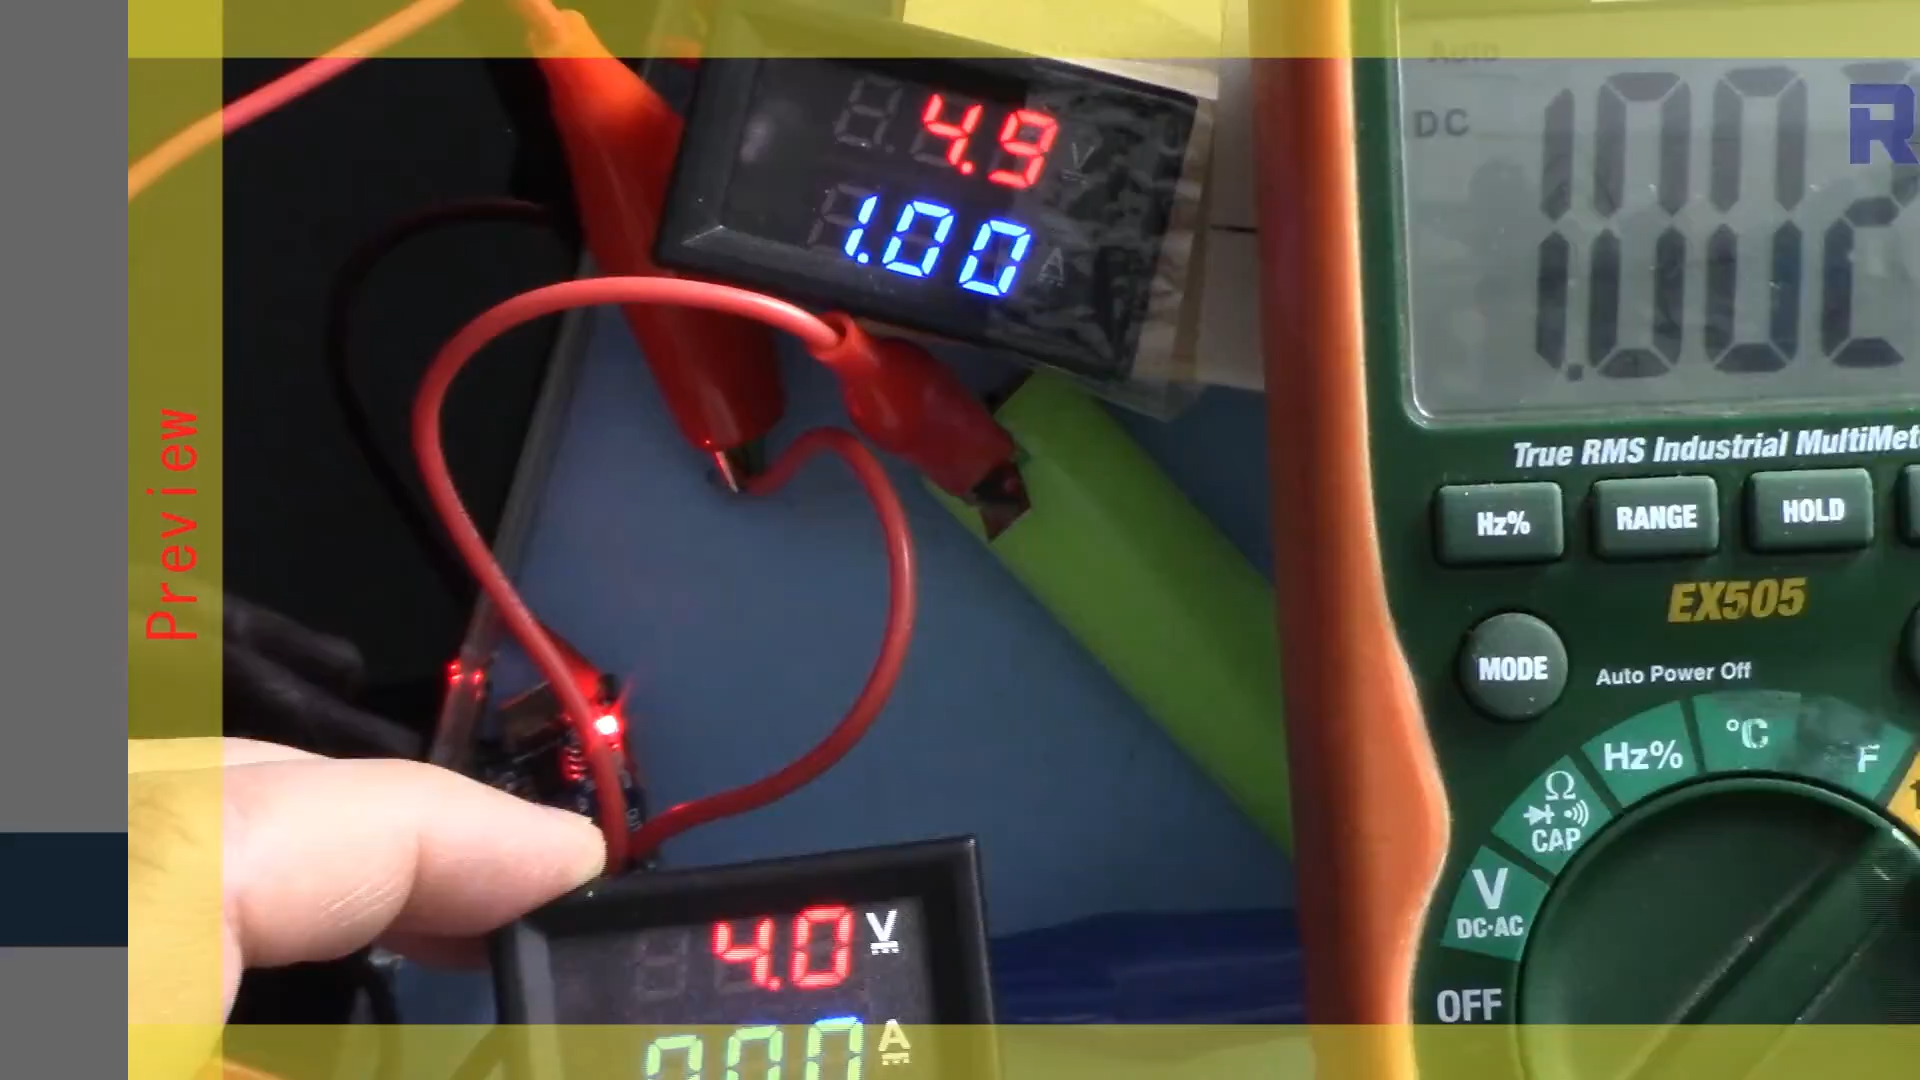 Preview
4.9 V
1.00 A
Auto
DC
1.002
R
True RMS Industrial
Hz%
RANGE
HOLD
EX505
MODE
Auto Power Off
Hz%
°C
F
Ω
CAP
V
DC·AC
OFF
4.0 V
A